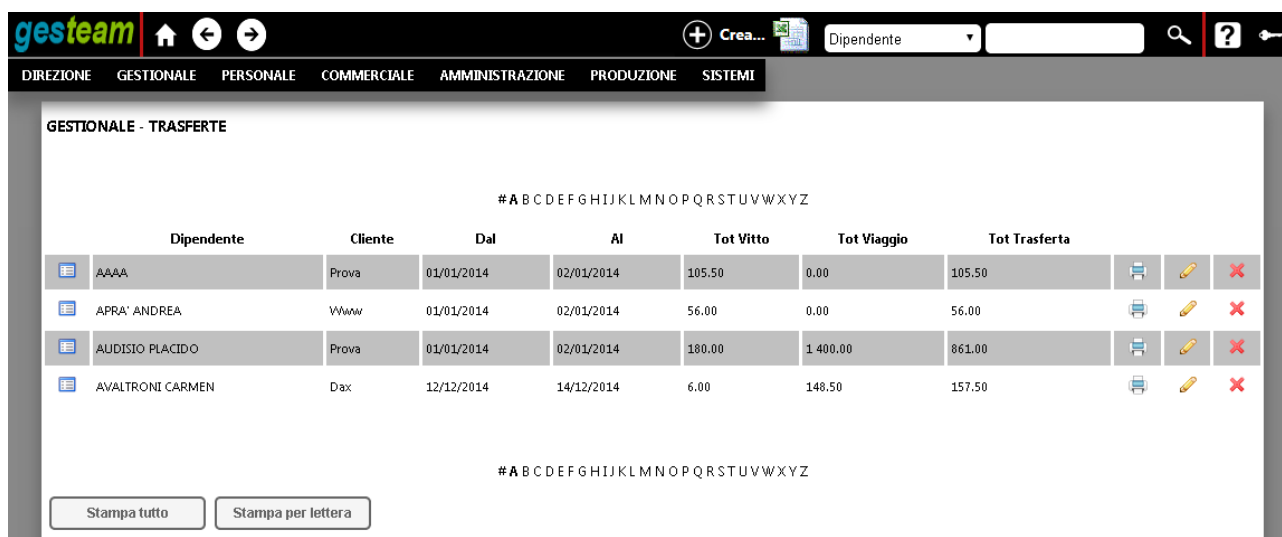 gesteam Crea... Dipendente
DIREZIONE GESTIONALE PERSONALE COMMERCIALE AMMINISTRAZIONE PRODUZIONE SISTEMI
GESTIONALE - TRASFERTE
# A B C D E F G H I J K L M N O P Q R S T U V W X Y Z
Dipendente Cliente Dal Al Tot Vitto Tot Viaggio Tot Trasferta
AAAA Prova 01/01/2014 02/01/2014 105.50 0.00 105.50
APRA' ANDREA Www 01/01/2014 02/01/2014 56.00 0.00 56.00
AUDISIO PLACIDO Prova 01/01/2014 02/01/2014 180.00 1 400.00 861.00
AVALTRONI CARMEN Dax 12/12/2014 14/12/2014 6.00 148.50 157.50
# A B C D E F G H I J K L M N O P Q R S T U V W X Y Z
Stampa tutto Stampa per lettera